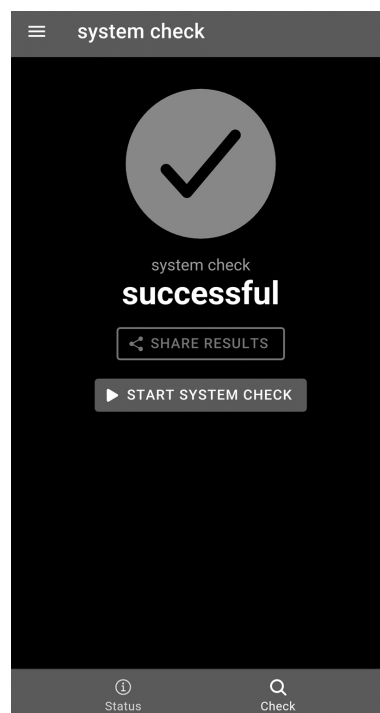 system check
system check
successful
SHARE RESULTS
START SYSTEM CHECK
Status
Check